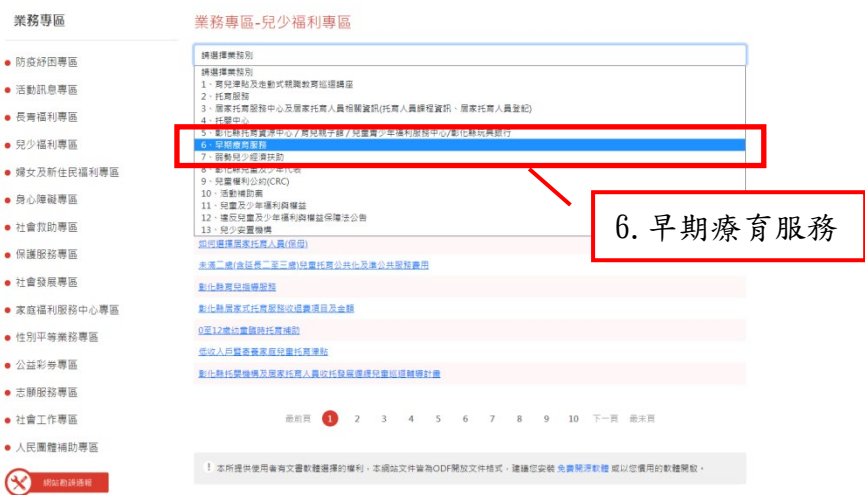 業務專區
防疫紓困專區
活動訊息專區
長青福利專區
兒少福利專區
婦女及新住民福利專區
身心障礙專區
社會救助專區
保護服務專區
社會發展專區
家庭福利服務中心專區
性別平等業務專區
公益彩券專區
志願服務專區
社會工作專區
人民團體補助專區
網站勘誤通報
業務專區-兒少福利專區
請選擇業務別
請選擇業務別
1、育兒津貼及走動式親職教育巡迴講座
2、托育服務
3、居家托育服務中心及居家托育人員相關資訊(托育人員課程資訊、居家托育人員登記)
4、托嬰中心
5、彰化縣托育資源中心 / 育兒親子館 / 兒童青少年福利服務中心/彰化縣玩具銀行
6、早期療育服務
7、弱勢兒少經濟扶助
8、彰化縣兒童及少年代表
9、兒童權利公約(CRC)
10、活動補助案
11、兒童及少年福利與權益
12、違反兒童及少年福利與權益保障法公告
13、兒少安置機構
6.早期療育服務
如何選擇居家托育人員(保母)
未滿二歲(含延長二至三歲)兒童托育公共化及準公共服務費用
彰化縣育兒指導服務
彰化縣居家式托育服務收退費項目及金額
0至12歲幼童臨時托育補助
低收入戶暨寄養家庭兒童托育津貼
彰化縣托嬰機構及居家托育人員收托發展遲緩兒童巡迴輔導計畫
最前頁 1 2 3 4 5 6 7 8 9 10 下一頁 最末頁
! 本所提供使用者有文書軟體選擇的權利，本網站文件皆為ODF開放文件格式，建議您安裝 免費開源軟體 或以您慣用的軟體開啟。